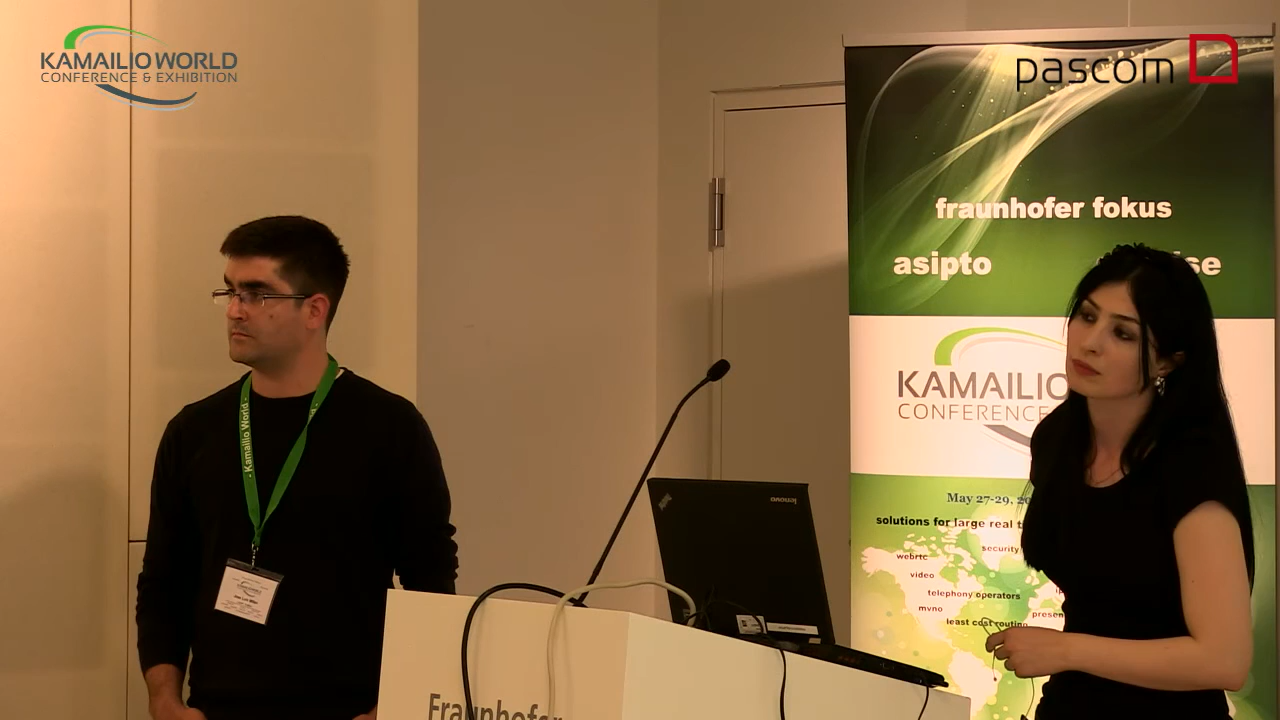 KAMAILIO WORLD
CONFERENCE & EXHIBITION
pascom
fraunhofer fokus
asipto
KAMAILIO
CONFERENCE
May 27-29,
solutions for large real
webrtc
security
video
telephony operators
mvno
least cost routing
- Kamailio World -
lenovo
Fraunhofer